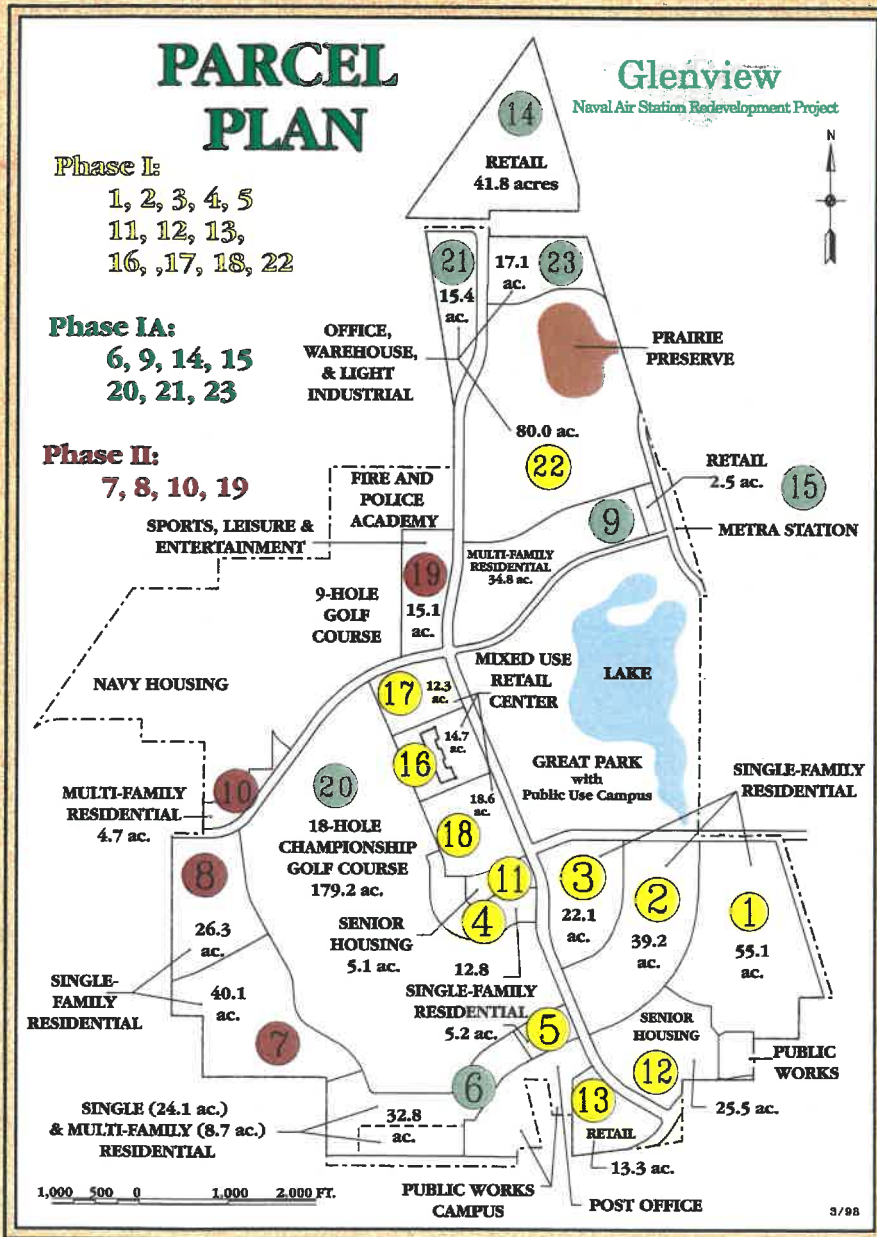 PARCEL
PLAN
Glenview
Naval Air Station Redevelopment Project
N
Phase I:
1, 2, 3, 4, 5
11, 12, 13,
16, ,17, 18, 22
Phase IA:
6, 9, 14, 15
20, 21, 23
Phase II:
7, 8, 10, 19
14
RETAIL
41.8 acres
21
15.4
ac.
17.1
ac.
23
OFFICE,
WAREHOUSE,
& LIGHT
INDUSTRIAL
PRAIRIE
PRESERVE
80.0 ac.
22
RETAIL
2.5 ac.
15
METRA STATION
FIRE AND
POLICE
ACADEMY
SPORTS, LEISURE &
ENTERTAINMENT
9
MULTI-FAMILY
RESIDENTIAL
34.8 ac.
19
15.1
ac.
9-HOLE
GOLF
COURSE
NAVY HOUSING
MIXED USE
RETAIL
CENTER
LAKE
17
12.3
ac.
14.7
ac.
16
18.6
ac.
18
GREAT PARK
with
Public Use Campus
SINGLE-FAMILY
RESIDENTIAL
10
MULTI-FAMILY
RESIDENTIAL
4.7 ac.
20
18-HOLE
CHAMPIONSHIP
GOLF COURSE
179.2 ac.
11
4
SENIOR
HOUSING
5.1 ac.
12.8
SINGLE-FAMILY
RESIDENTIAL
5.2 ac.
5
3
22.1
ac.
2
39.2
ac.
1
55.1
ac.
8
26.3
ac.
40.1
ac.
SINGLE-
FAMILY
RESIDENTIAL
7
6
SENIOR
HOUSING
12
25.5 ac.
PUBLIC
WORKS
13
RETAIL
13.3 ac.
SINGLE (24.1 ac.)
& MULTI-FAMILY (8.7 ac.)
RESIDENTIAL
32.8
ac.
PUBLIC WORKS
CAMPUS
POST OFFICE
1,000 500 0 1,000 2,000 FT.
3/98